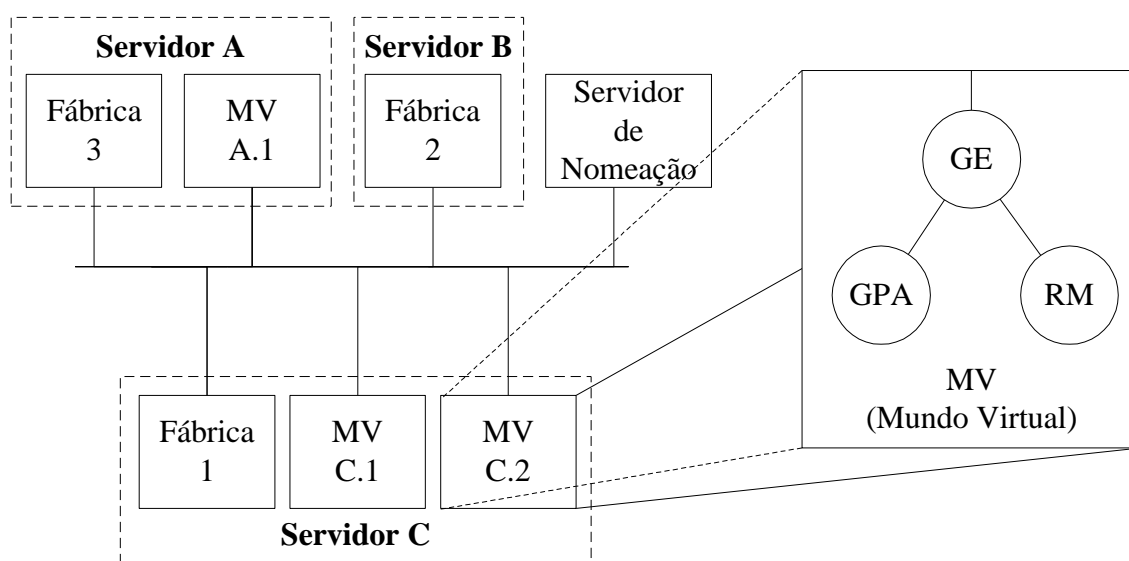 Servidor A
Fábrica
3
MV
A.1
Servidor B
Fábrica
2
Servidor
de
Nomeação
GE
GPA
RM
MV
(Mundo Virtual)
Fábrica
1
MV
C.1
MV
C.2
Servidor C